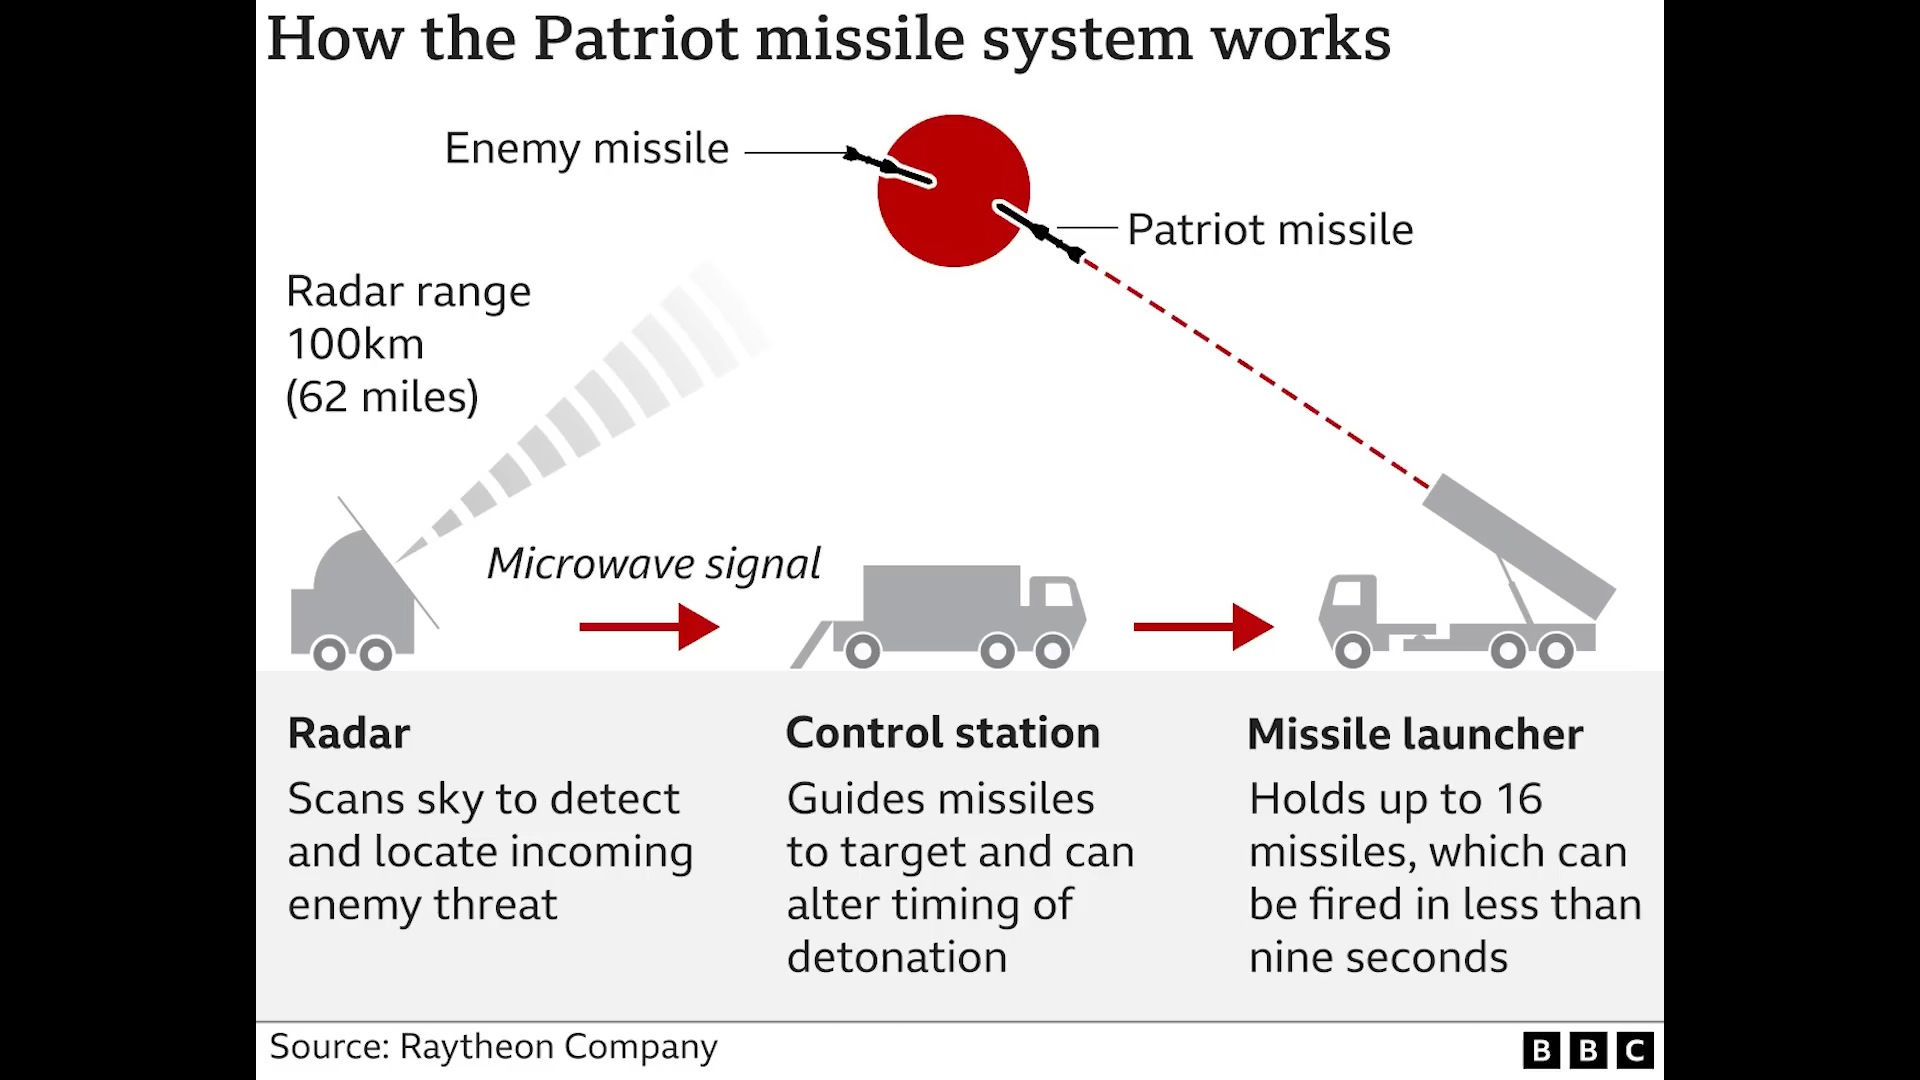 How the Patriot missile system works
Enemy missile
Patriot missile
Radar range
100km
(62 miles)
Microwave signal
Radar
Scans sky to detect
and locate incoming
enemy threat
Control station
Guides missiles
to target and can
alter timing of
detonation
Missile launcher
Holds up to 16
missiles, which can
be fired in less than
nine seconds
Source: Raytheon Company
BBC